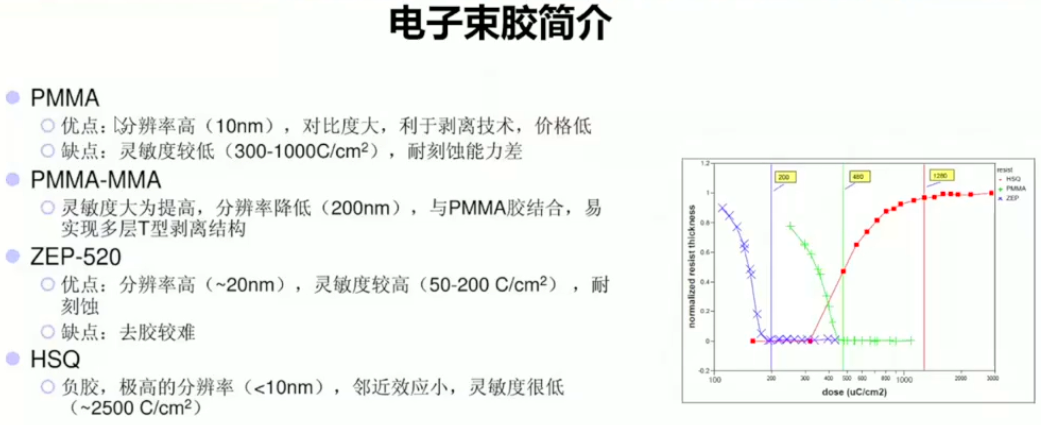 电子束胶简介
PMMA
优点：分辨率高（10nm），对比度大，利于剥离技术，价格低
缺点：灵敏度较低（300-1000C/cm²），耐刻蚀能力差
PMMA-MMA
灵敏度大为提高，分辨率降低（200nm），与PMMA胶结合，易
实现多层T型剥离结构
ZEP-520
优点：分辨率高（~20nm），灵敏度较高（50-200 C/cm²），耐
刻蚀
缺点：去胶较难
HSQ
负胶，极高的分辨率（<10nm），邻近效应小，灵敏度很低
（~2500 C/cm²）
normalized resist thickness
1.2
1
0.8
0.6
0.4
0.2
0
-0.2
200
480
1280
resist
HSQ
PMMA
ZEP
100 200 300 400 500 600 800 1000 2000 3000
dose (uC/cm2)